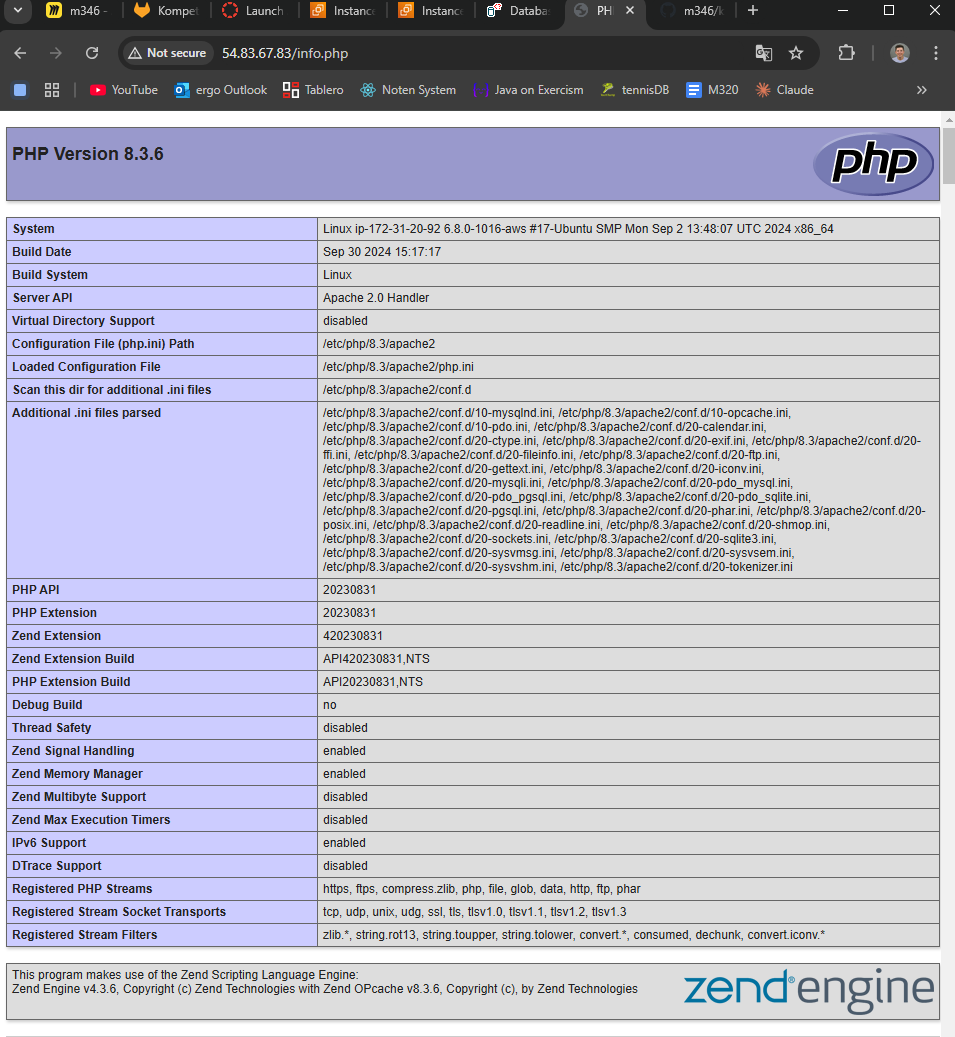 m346 -
Kompet
Launch
Instance
Instance
Databa
PH
m346/k
Not secure
54.83.67.83/info.php
YouTube
ergo Outlook
Tablero
Noten System
Java on Exercism
tennisDB
M320
Claude
PHP Version 8.3.6
php
System Linux ip-172-31-20-92 6.8.0-1016-aws #17-Ubuntu SMP Mon Sep 2 13:48:07 UTC 2024 x86_64
Build Date Sep 30 2024 15:17:17
Build System Linux
Server API Apache 2.0 Handler
Virtual Directory Support disabled
Configuration File (php.ini) Path /etc/php/8.3/apache2
Loaded Configuration File /etc/php/8.3/apache2/php.ini
Scan this dir for additional .ini files /etc/php/8.3/apache2/conf.d
Additional .ini files parsed /etc/php/8.3/apache2/conf.d/10-mysqlnd.ini, /etc/php/8.3/apache2/conf.d/10-opcache.ini,
/etc/php/8.3/apache2/conf.d/10-pdo.ini, /etc/php/8.3/apache2/conf.d/20-calendar.ini,
/etc/php/8.3/apache2/conf.d/20-ctype.ini, /etc/php/8.3/apache2/conf.d/20-exif.ini, /etc/php/8.3/apache2/conf.d/20-
ffi.ini, /etc/php/8.3/apache2/conf.d/20-fileinfo.ini, /etc/php/8.3/apache2/conf.d/20-ftp.ini,
/etc/php/8.3/apache2/conf.d/20-gettext.ini, /etc/php/8.3/apache2/conf.d/20-iconv.ini,
/etc/php/8.3/apache2/conf.d/20-mysqli.ini, /etc/php/8.3/apache2/conf.d/20-pdo_mysql.ini,
/etc/php/8.3/apache2/conf.d/20-pdo_pgsql.ini, /etc/php/8.3/apache2/conf.d/20-pdo_sqlite.ini,
/etc/php/8.3/apache2/conf.d/20-pgsql.ini, /etc/php/8.3/apache2/conf.d/20-phar.ini, /etc/php/8.3/apache2/conf.d/20-
posix.ini, /etc/php/8.3/apache2/conf.d/20-readline.ini, /etc/php/8.3/apache2/conf.d/20-shmop.ini,
/etc/php/8.3/apache2/conf.d/20-sockets.ini, /etc/php/8.3/apache2/conf.d/20-sqlite3.ini,
/etc/php/8.3/apache2/conf.d/20-sysvmsg.ini, /etc/php/8.3/apache2/conf.d/20-sysvsem.ini,
/etc/php/8.3/apache2/conf.d/20-sysvshm.ini, /etc/php/8.3/apache2/conf.d/20-tokenizer.ini
PHP API 20230831
PHP Extension 20230831
Zend Extension 420230831
Zend Extension Build API420230831,NTS
PHP Extension Build API20230831,NTS
Debug Build no
Thread Safety disabled
Zend Signal Handling enabled
Zend Memory Manager enabled
Zend Multibyte Support disabled
Zend Max Execution Timers disabled
IPv6 Support enabled
DTrace Support disabled
Registered PHP Streams https, ftps, compress.zlib, php, file, glob, data, http, ftp, phar
Registered Stream Socket Transports tcp, udp, unix, udg, ssl, tls, tlsv1.0, tlsv1.1, tlsv1.2, tlsv1.3
Registered Stream Filters zlib.*, string.rot13, string.toupper, string.tolower, convert.*, consumed, dechunk, convert.iconv.*
This program makes use of the Zend Scripting Language Engine:
Zend Engine v4.3.6, Copyright (c) Zend Technologies with Zend OPcache v8.3.6, Copyright (c), by Zend Technologies
zend® engine